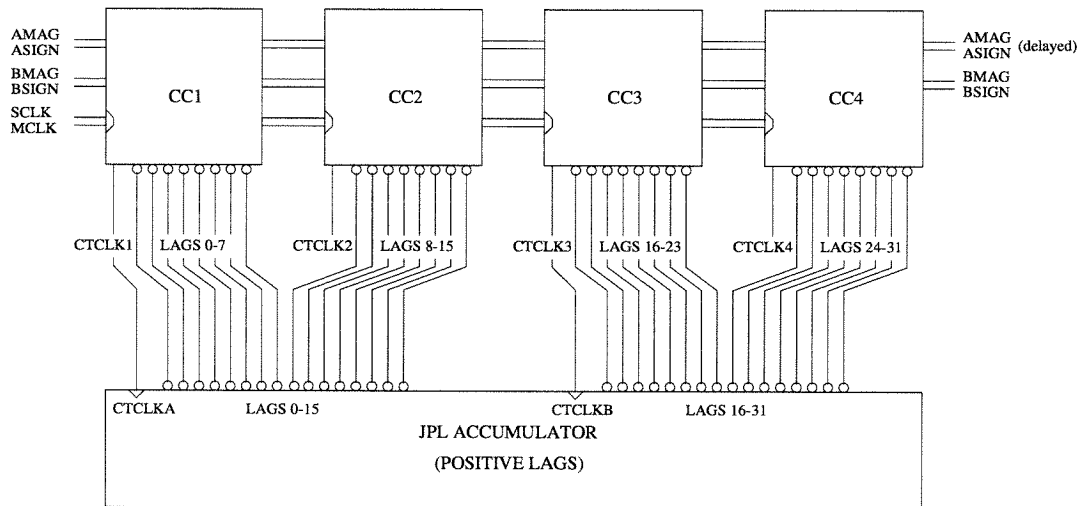 AMAG
ASIGN
BMAG
BSIGN
SCLK
MCLK
CC1
CC2
CC3
CC4
AMAG
ASIGN (delayed)
BMAG
BSIGN
CTCLK1
LAGS 0-7
CTCLK2
LAGS 8-15
CTCLK3
LAGS 16-23
CTCLK4
LAGS 24-31
CTCLKA
LAGS 0-15
CTCLKB
LAGS 16-31
JPL ACCUMULATOR
(POSITIVE LAGS)